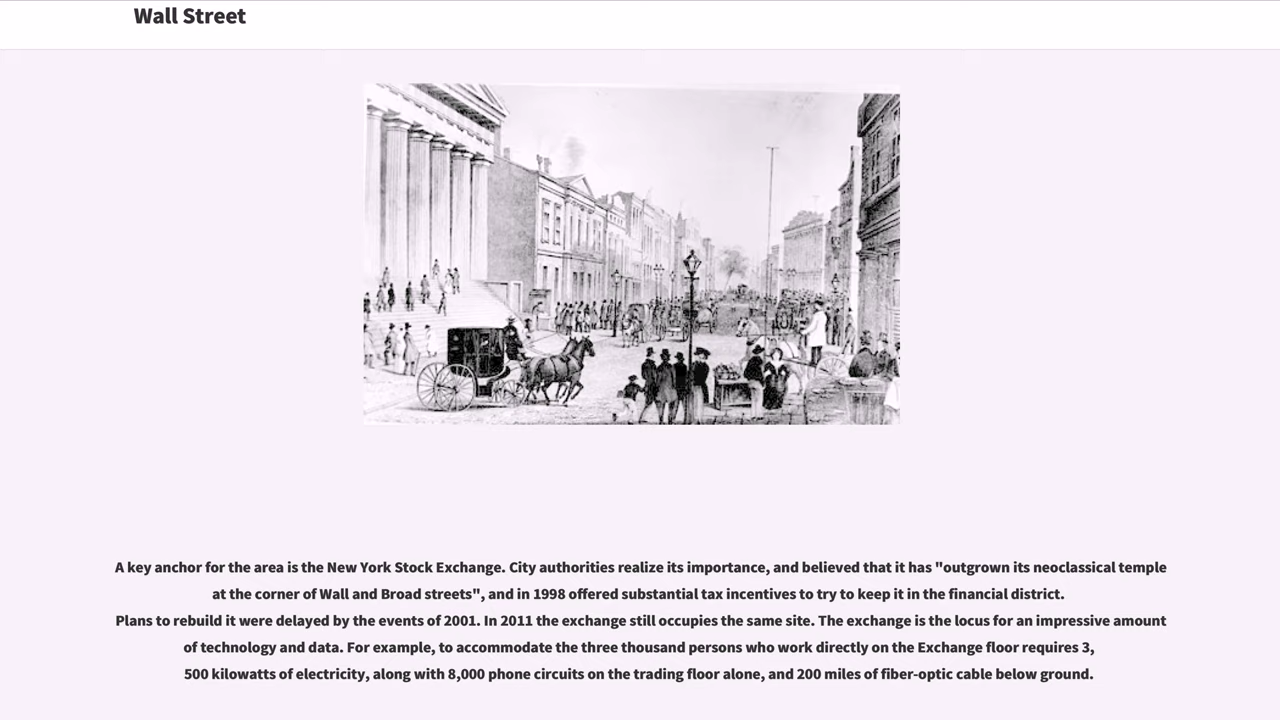 Wall Street
A key anchor for the area is the New York Stock Exchange. City authorities realize its importance, and believed that it has "outgrown its neoclassical temple
at the corner of Wall and Broad streets", and in 1998 offered substantial tax incentives to try to keep it in the financial district.
Plans to rebuild it were delayed by the events of 2001. In 2011 the exchange still occupies the same site. The exchange is the locus for an impressive amount
of technology and data. For example, to accommodate the three thousand persons who work directly on the Exchange floor requires 3,
500 kilowatts of electricity, along with 8,000 phone circuits on the trading floor alone, and 200 miles of fiber-optic cable below ground.